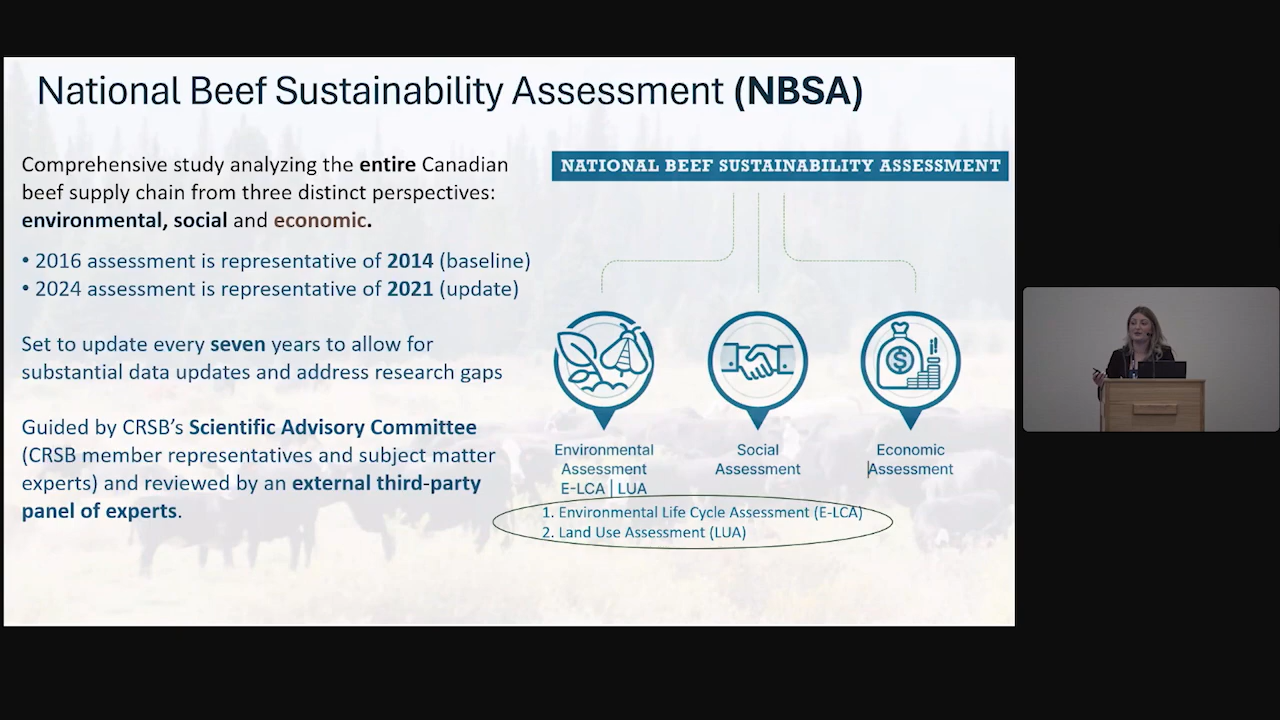 National Beef Sustainability Assessment (NBSA)
Comprehensive study analyzing the entire Canadian
beef supply chain from three distinct perspectives:
environmental, social and economic.
• 2016 assessment is representative of 2014 (baseline)
• 2024 assessment is representative of 2021 (update)
Set to update every seven years to allow for
substantial data updates and address research gaps
Guided by CRSB's Scientific Advisory Committee
(CRSB member representatives and subject matter
experts) and reviewed by an external third-party
panel of experts.
NATIONAL BEEF SUSTAINABILITY ASSESSMENT
$
Environmental
Assessment
E-LCA | LUA
Social
Assessment
Economic
Assessment
1. Environmental Life Cycle Assessment (E-LCA)
2. Land Use Assessment (LUA)